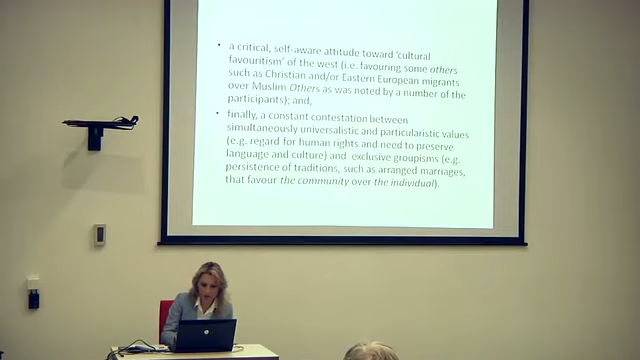 • a critical, self-aware attitude toward 'cultural
favouritism' of the west (i.e. favouring some others
such as Christian and/or Eastern European migrants
over Muslim Others as was noted by a number of the
participants); and,
• finally, a constant contestation between
simultaneously universalistic and particularistic values
(e.g. regard for human rights and need to preserve
language and culture) and exclusive groupisms (e.g.
persistence of traditions, such as arranged marriages,
that favour the community over the individual).